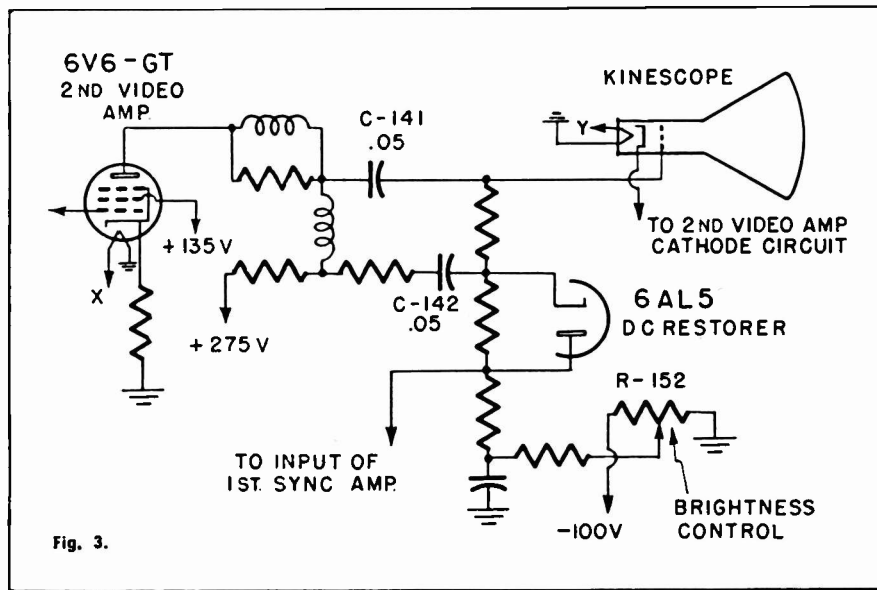 6V6-GT
2ND VIDEO
AMP.
C-141
.05
KINESCOPE
Y
+135V
X
TO 2ND VIDEO AMP
CATHODE CIRCUIT
C-142
.05
6AL5
DC RESTORER
+275V
R-152
TO INPUT OF
1ST. SYNC AMP.
-100V
BRIGHTNESS
CONTROL
Fig. 3.